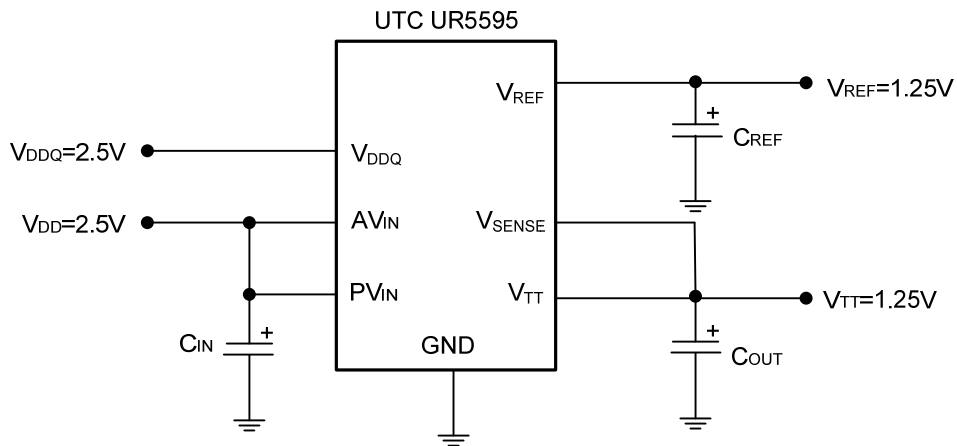 UTC UR5595
VREF
VREF=1.25V
CREF
VDDQ=2.5V
VDDQ
VDD=2.5V
AVIN
VSENSE
PVIN
VTT
VTT=1.25V
CIN
GND
COUT
+
+
+